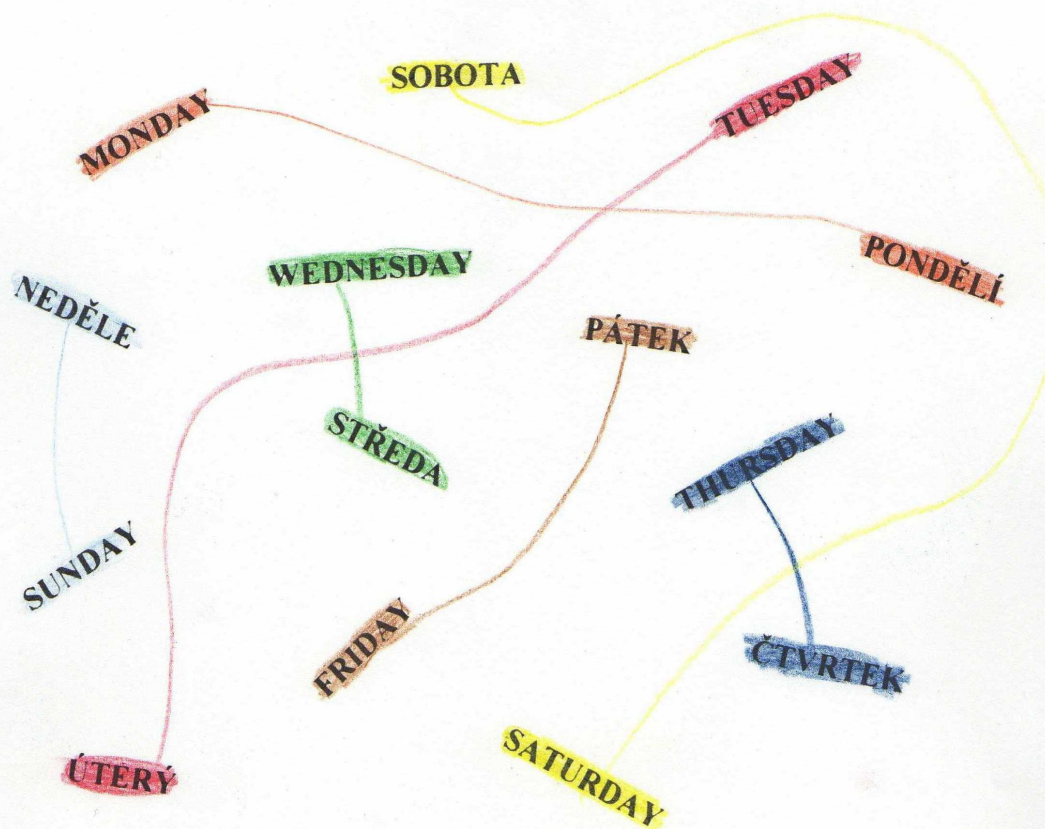 SOBOTA
TUESDAY
MONDAY
PONDĚLÍ
WEDNESDAY
NEDĚLE
PÁTEK
STŘEDA
THURSDAY
SUNDAY
FRIDAY
ČTVRTEK
ÚTERÝ
SATURDAY